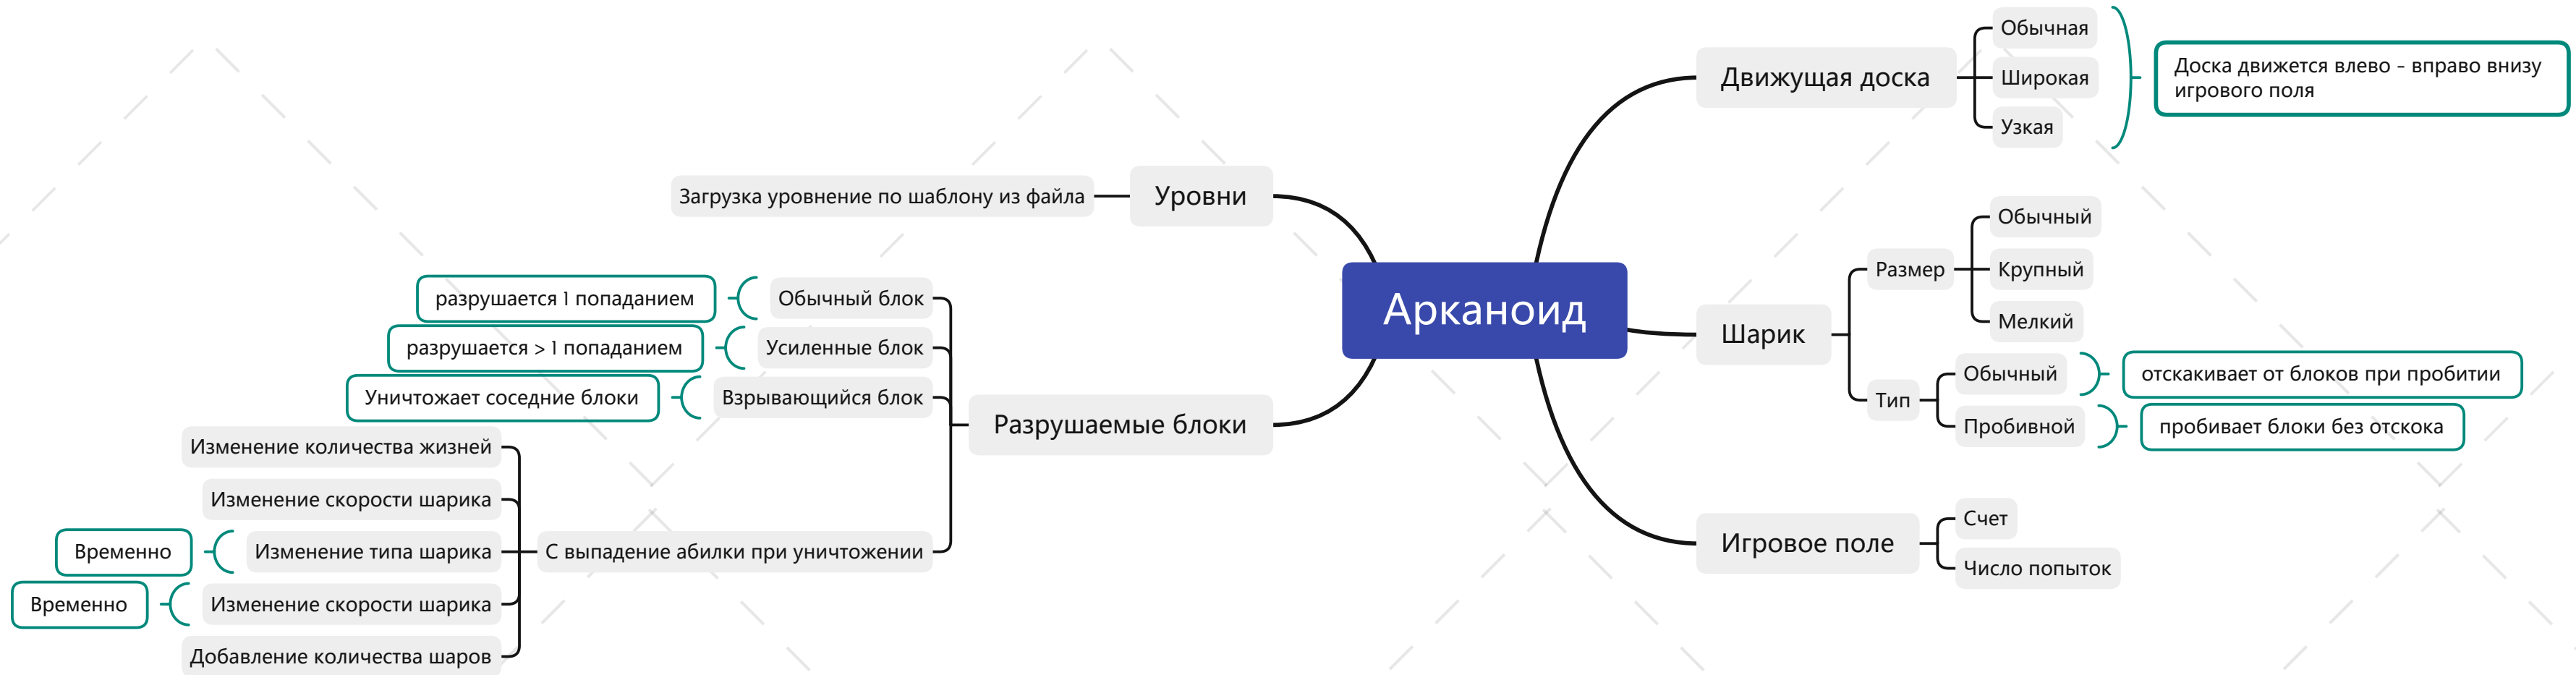 Арканоид
Движущая доска
Обычная
Широкая
Узкая
Доска движется влево - вправо внизу
игрового поля
Шарик
Размер
Обычный
Крупный
Мелкий
Тип
Обычный
отскакивает от блоков при пробитии
Пробивной
пробивает блоки без отскока
Игровое поле
Счет
Число попыток
Уровни
Загрузка уровнение по шаблону из файла
Разрушаемые блоки
Обычный блок
разрушается 1 попаданием
Усиленные блок
разрушается > 1 попаданием
Взрывающийся блок
Уничтожает соседние блоки
С выпадение абилки при уничтожении
Изменение количества жизней
Изменение скорости шарика
Изменение типа шарика
Временно
Изменение скорости шарика
Временно
Добавление количества шаров